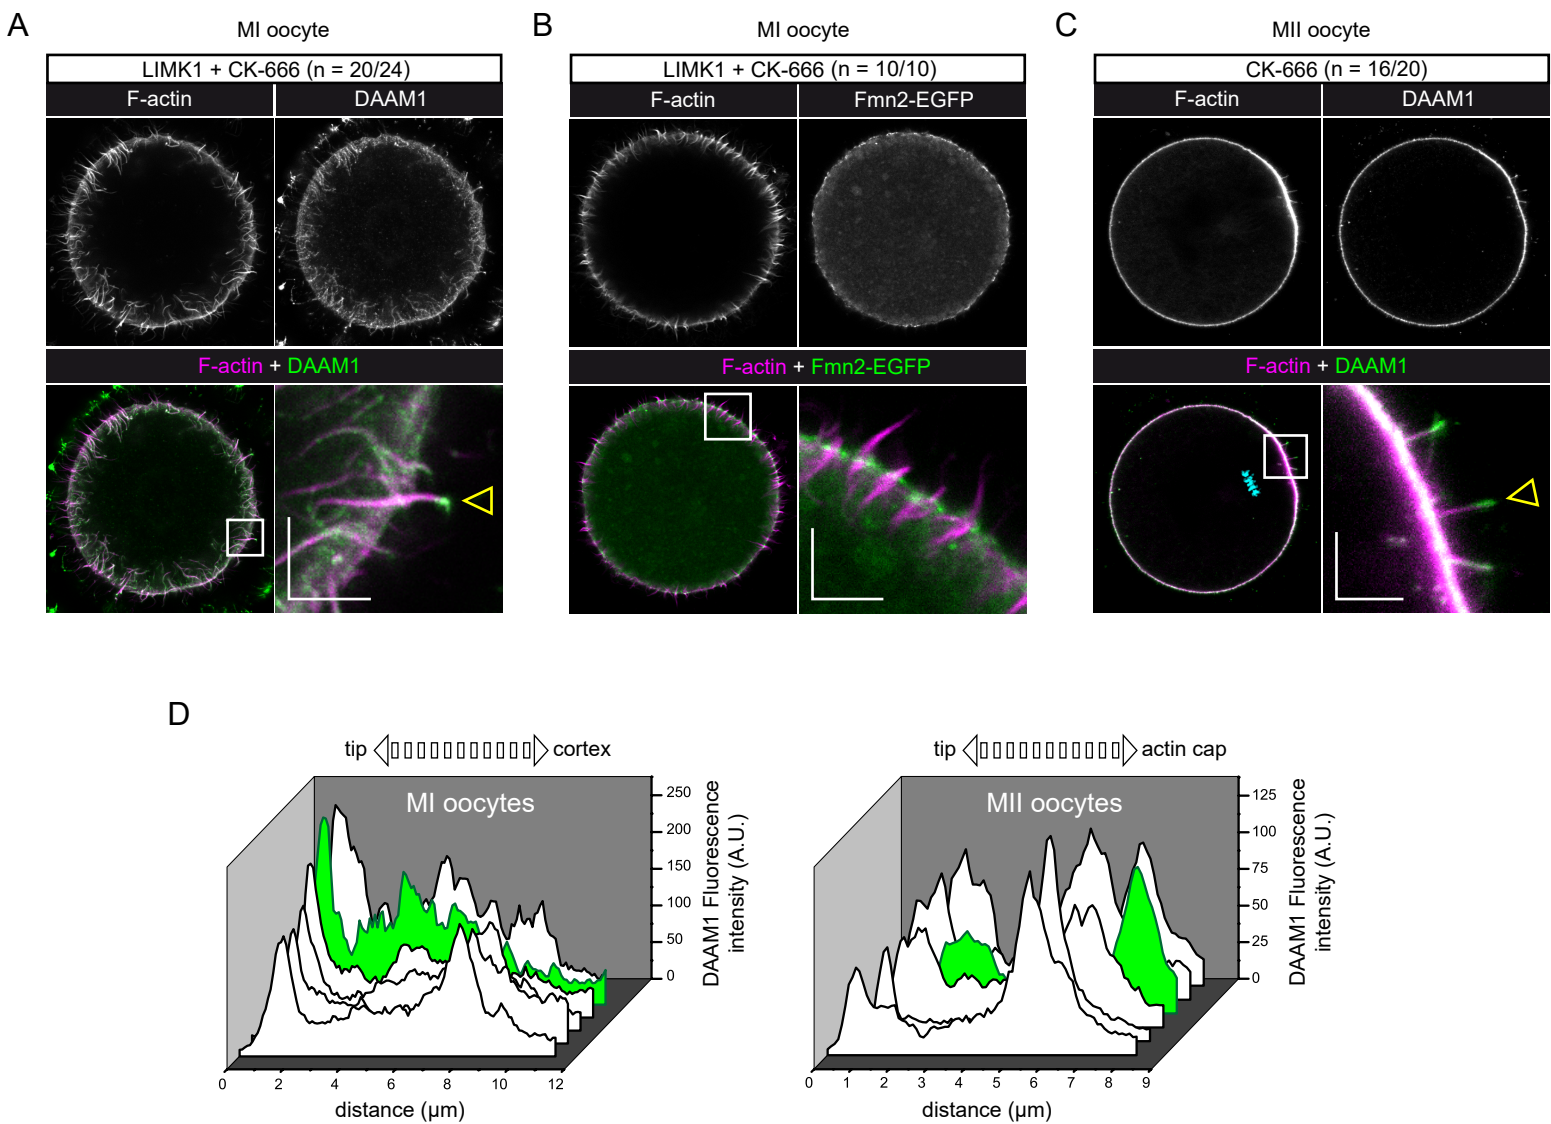 A
MI oocyte
LIMK1 + CK-666 (n = 20/24)
F-actin
DAAM1
F-actin + DAAM1
B
MI oocyte
LIMK1 + CK-666 (n = 10/10)
F-actin
Fmn2-EGFP
F-actin + Fmn2-EGFP
C
MII oocyte
CK-666 (n = 16/20)
F-actin
DAAM1
F-actin + DAAM1
D
tip
cortex
MI oocytes
250
200
150
100
50
0
DAAM1 Fluorescence
intensity (A.U.)
0
2
4
6
8
10
12
distance (μm)
tip
actin cap
MII oocytes
125
100
75
50
25
0
DAAM1 Fluorescence
intensity (A.U.)
0
1
2
3
4
5
6
7
8
9
distance (μm)